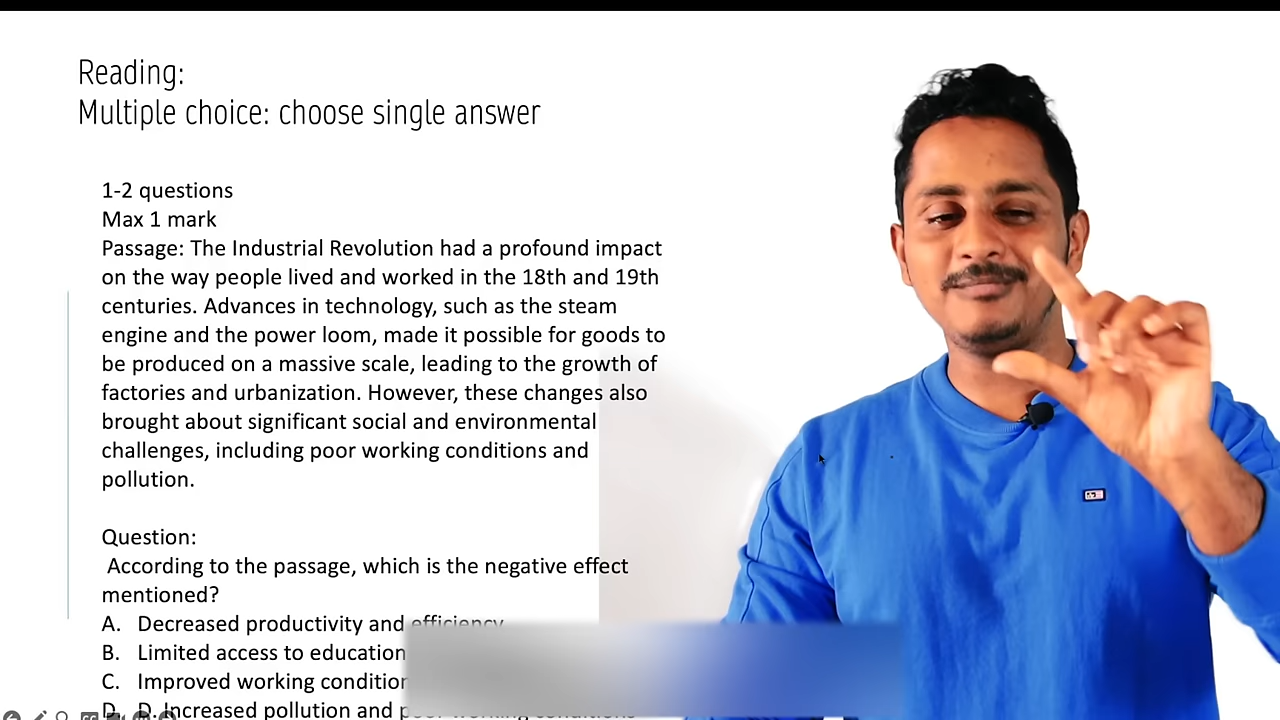 Reading:
Multiple choice: choose single answer
1-2 questions
Max 1 mark
Passage: The Industrial Revolution had a profound impact
on the way people lived and worked in the 18th and 19th
centuries. Advances in technology, such as the steam
engine and the power loom, made it possible for goods to
be produced on a massive scale, leading to the growth of
factories and urbanization. However, these changes also
brought about significant social and environmental
challenges, including poor working conditions and
pollution.
Question:
According to the passage, which is the negative effect
mentioned?
A. Decreased productivity and efficiency
B. Limited access to education
C. Improved working
D. D. Increased pollution and poor working conditions